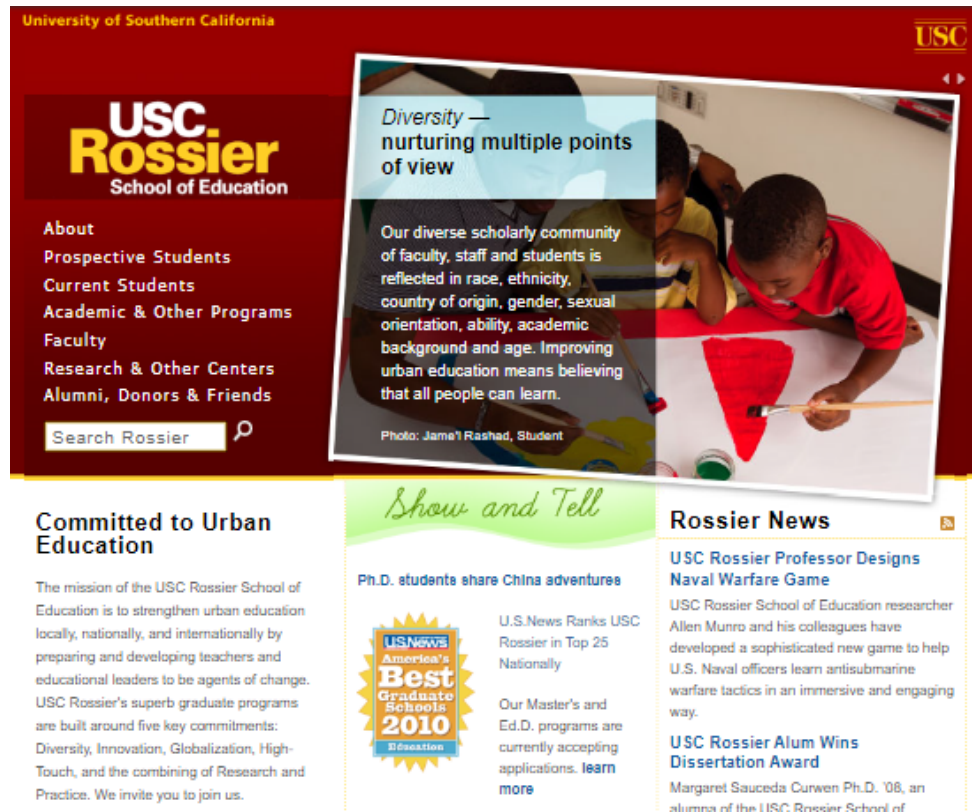 University of Southern California
USC
USC
Rossier
School of Education
About
Prospective Students
Current Students
Academic & Other Programs
Faculty
Research & Other Centers
Alumni, Donors & Friends
Search Rossier
Diversity —
nurturing multiple points
of view
Our diverse scholarly community
of faculty, staff and students is
reflected in race, ethnicity,
country of origin, gender, sexual
orientation, ability, academic
background and age. Improving
urban education means believing
that all people can learn.
Photo: Jame'l Rashad, Student
Committed to Urban
Education
The mission of the USC Rossier School of
Education is to strengthen urban education
locally, nationally, and internationally by
preparing and developing teachers and
educational leaders to be agents of change.
USC Rossier's superb graduate programs
are built around five key commitments:
Diversity, Innovation, Globalization, High-
Touch, and the combining of Research and
Practice. We invite you to join us.
Show and Tell
Ph.D. students share China adventures
U.S.News
America's
Best
Graduate
Schools
2010
Education
U.S.News Ranks USC
Rossier in Top 25
Nationally
Our Master's and
Ed.D. programs are
currently accepting
applications. learn
more
Rossier News
USC Rossier Professor Designs
Naval Warfare Game
USC Rossier School of Education researcher
Allen Munro and his colleagues have
developed a sophisticated new game to help
U.S. Naval officers learn antisubmarine
warfare tactics in an immersive and engaging
way.
USC Rossier Alum Wins
Dissertation Award
Margaret Sauceda Curwen Ph.D. '08, an
alumna of the USC Rossier School of